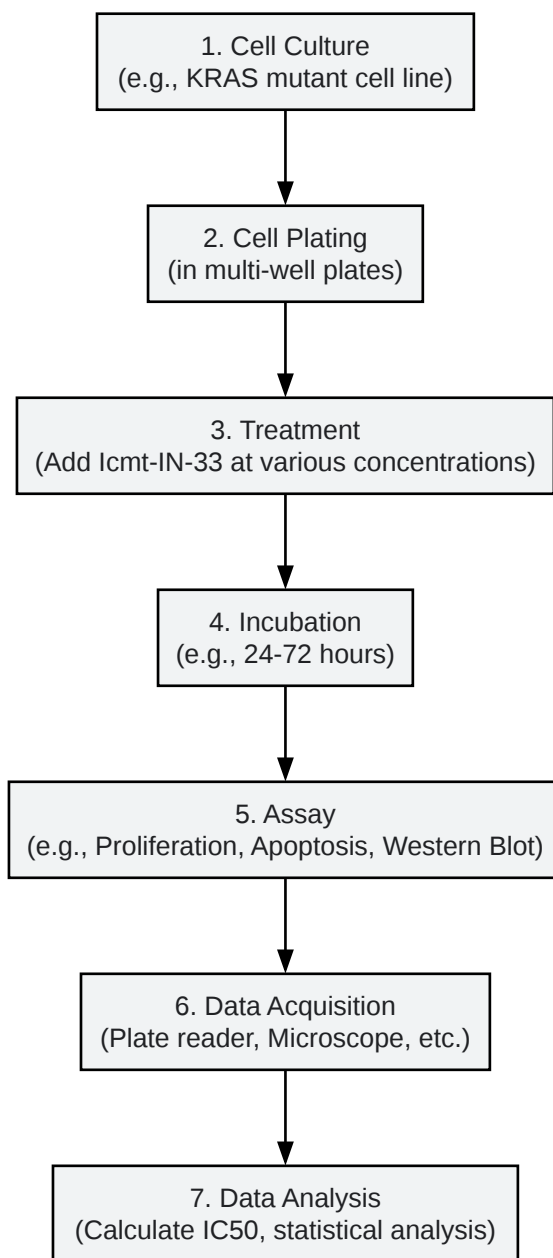 1. Cell Culture
(e.g., KRAS mutant cell line)
2. Cell Plating
(in multi-well plates)
3. Treatment
(Add Icmt-IN-33 at various concentrations)
4. Incubation
(e.g., 24-72 hours)
5. Assay
(e.g., Proliferation, Apoptosis, Western Blot)
6. Data Acquisition
(Plate reader, Microscope, etc.)
7. Data Analysis
(Calculate IC50, statistical analysis)